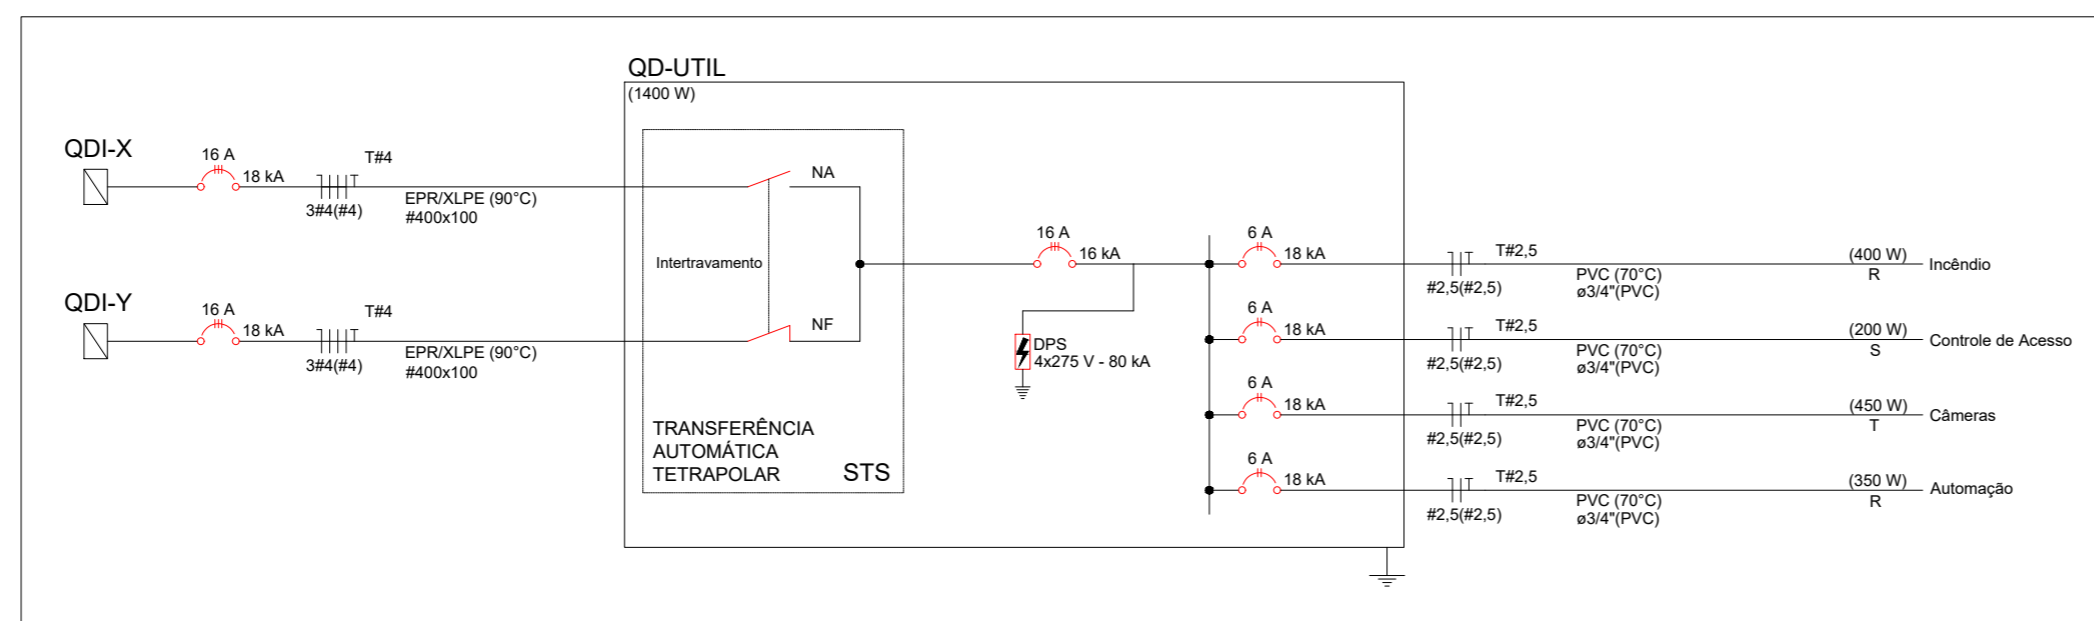 QD-UTIL
(1400 W)
QDI-X
16 A
18 kA
T#4
3#4(#4)
EPR/XLPE (90°C)
#400x100
NA
Intertravamento
QDI-Y
16 A
18 kA
T#4
3#4(#4)
EPR/XLPE (90°C)
#400x100
NF
TRANSFERÊNCIA
AUTOMÁTICA
TETRAPOLAR
STS
16 A
16 kA
DPS
4x275 V - 80 kA
6 A
18 kA
T#2,5
#2,5(#2,5)
PVC (70°C)
ø3/4"(PVC)
(400 W)
R
Incêndio
6 A
18 kA
T#2,5
#2,5(#2,5)
PVC (70°C)
ø3/4"(PVC)
(200 W)
S
Controle de Acesso
6 A
18 kA
T#2,5
#2,5(#2,5)
PVC (70°C)
ø3/4"(PVC)
(450 W)
T
Câmeras
6 A
18 kA
T#2,5
#2,5(#2,5)
PVC (70°C)
ø3/4"(PVC)
(350 W)
R
Automação